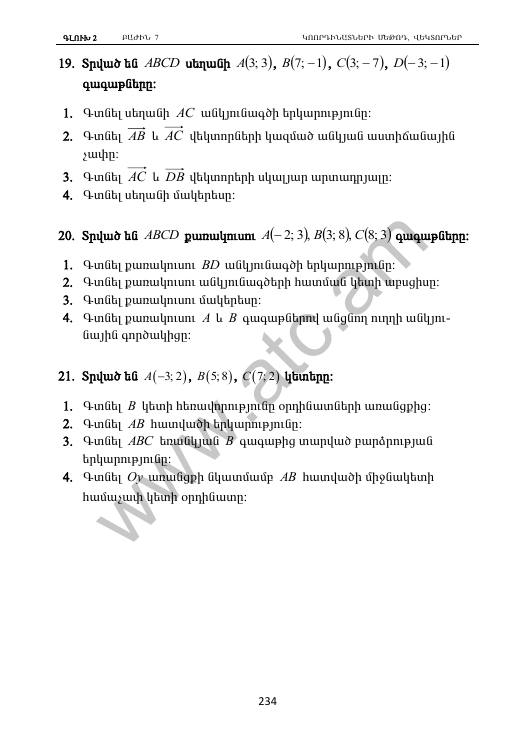 ԳԼՈՒԽ 2 ԲԱԺԻՆ 7 ԿՈՈՐԴԻՆԱՏՆԵՐԻ ՄԵԹՈԴ, ՎԵԿՏՈՐՆԵՐ
19. Տրված են ABCD սեղանի A(3; 3), B(7; −1), C(3; − 7), D(− 3; −1)
գագաթները:
1. Գտնել սեղանի AC անկյունագծի երկարությունը:
2. Գտնել AB և AC վեկտորների կազմած անկյան աստիճանային
չափը:
3. Գտնել AC և DB վեկտորերի սկալյար արտադրյալը:
4. Գտնել սեղանի մակերեսը:
20. Տրված են ABCD քառակուսու A(− 2; 3), B(3; 8), C(8; 3) գագաթները:
1. Գտնել քառակուսու BD անկյունագծի երկարությունը:
2. Գտնել քառակուսու անկյունագծերի հատման կետի աբսցիսը:
3. Գտնել քառակուսու մակերեսը:
4. Գտնել քառակուսու A և B գագաթներով անցնող ուղղի անկյու-
նային գործակիցը:
21. Տրված են A(−3; 2), B(5; 8), C(7; 2) կետերը:
1. Գտնել B կետի հեռավորությունը օրդինատների առանցքից:
2. Գտնել AB հատվածի երկարությունը:
3. Գտնել ABC եռանկյան B գագաթից տարված բարձրության
երկարությունը:
4. Գտնել Oy առանցքի նկատմամբ AB հատվածի միջնակետի
համաչափ կետի օրդինատը:
www.atc.am
234